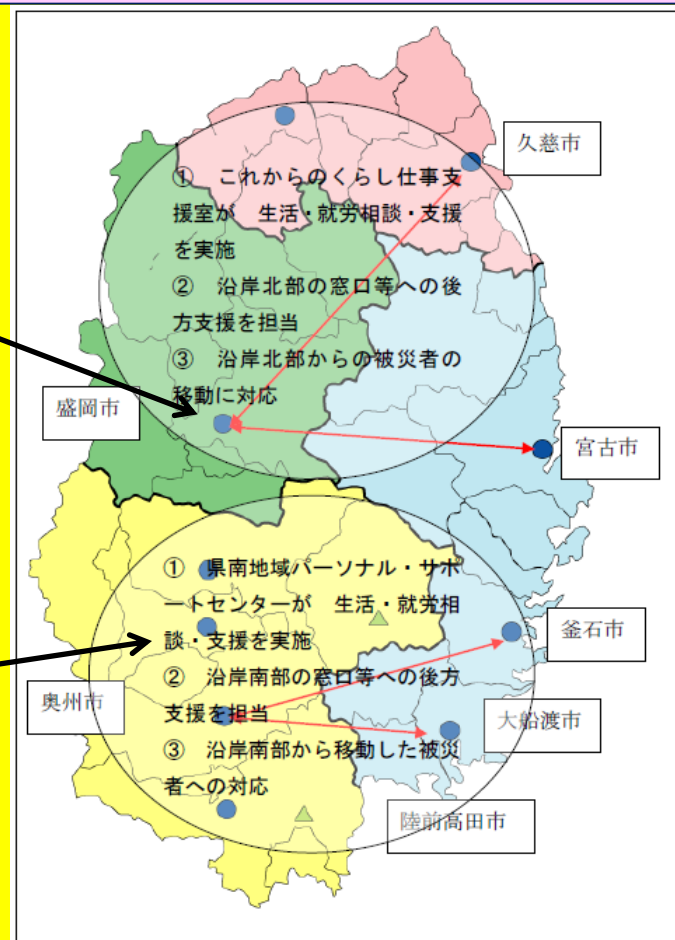 久慈市
① これからのくらし仕事支
援室が 生活・就労相談・支援
を実施
② 沿岸北部の窓口等への後
方支援を担当
③ 沿岸北部からの被災者の
移動に対応
盛岡市
宮古市
① 県南地域パーソナル・サポ
ートセンターが 生活・就労相
談・支援を実施
② 沿岸南部の窓口等への後方
支援を担当
③ 沿岸南部から移動した被災
者への対応
釜石市
奥州市
大船渡市
陸前高田市